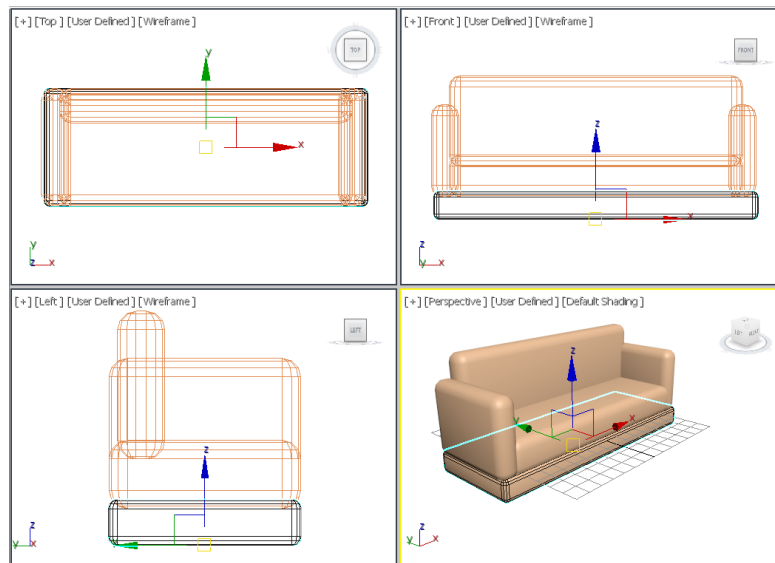 [+] [Top] [User Defined] [Wireframe]
TOP
y
x
y
z x
[+] [Front] [User Defined] [Wireframe]
FRONT
z
x
z
y x
[+] [Left] [User Defined] [Wireframe]
LEFT
z
z
y x
[+] [Perspective] [User Defined] [Default Shading]
z
y
x
z
y x